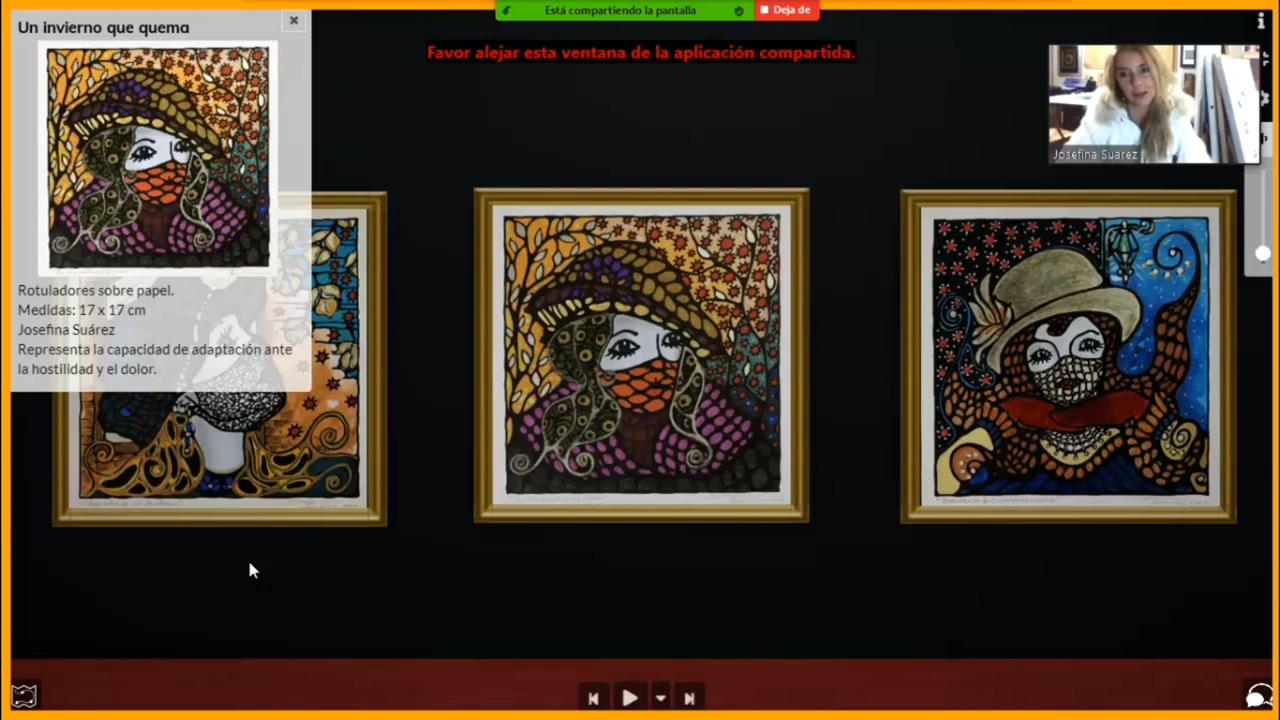 Está compartiendo la pantalla
Deja de
Favor alejar esta ventana de la aplicación compartida.
Un invierno que quema
Rotuladores sobre papel.
Medidas: 17 x 17 cm
Josefina Suárez
Representa la capacidad de adaptación ante
la hostilidad y el dolor.
Josefina Suarez